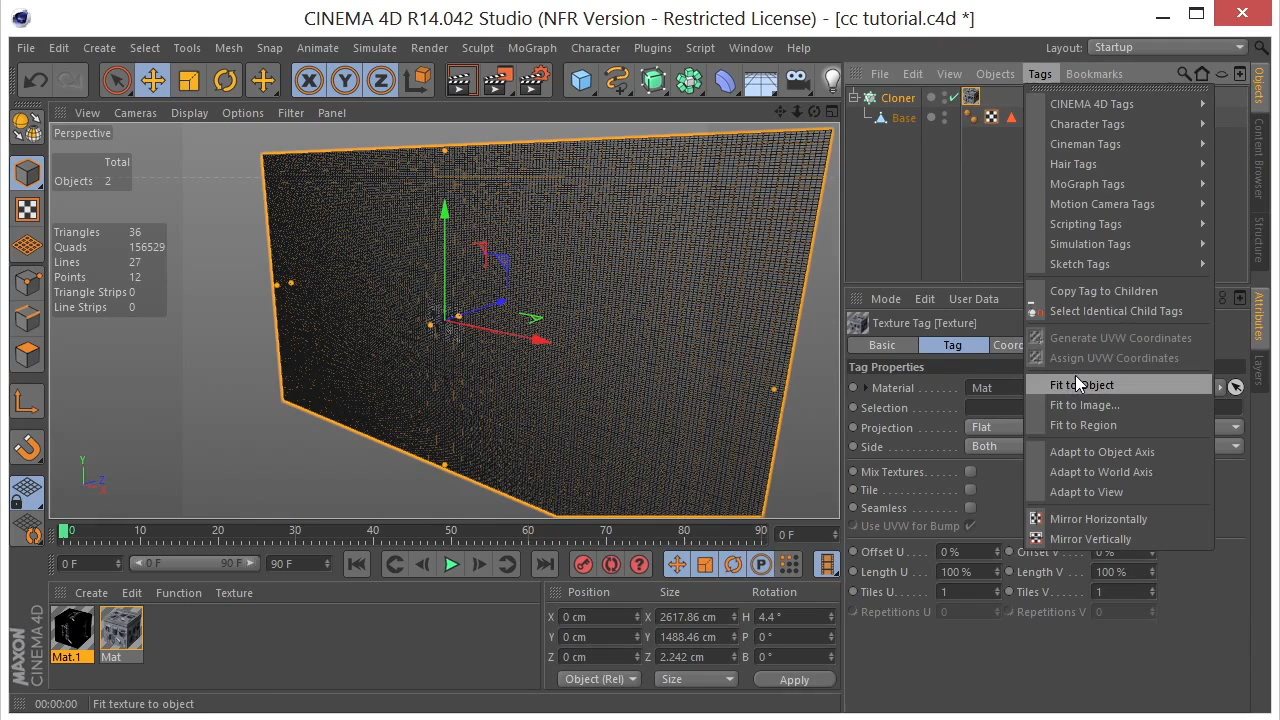 CINEMA 4D R14.042 Studio (NFR Version - Restricted License) - [cc tutorial.c4d *]
File Edit Create Select Tools Mesh Snap Animate Simulate Render Sculpt MoGraph Character Plugins Script Window Help
Layout: Startup
X Y Z
File Edit View Objects Tags Bookmarks
View Cameras Display Options Filter Panel
Perspective
Total
Objects 2
Triangles 36
Quads 156529
Lines 27
Points 12
Triangle Strips 0
Line Strips 0
Y
Z
X
Cloner
Base
CINEMA 4D Tags
Character Tags
Cineman Tags
Hair Tags
MoGraph Tags
Motion Camera Tags
Scripting Tags
Simulation Tags
Sketch Tags
Copy Tag to Children
Select Identical Child Tags
Generate UVW Coordinates
Assign UVW Coordinates
Fit to Object
Fit to Image...
Fit to Region
Adapt to Object Axis
Adapt to World Axis
Adapt to View
Mirror Horizontally
Mirror Vertically
Objects
Content Browser
Structure
Attributes
Layers
Mode Edit User Data
Texture Tag [Texture]
Basic Tag Coord
Tag Properties
Material . . . . . . . Mat
Selection . . . . . . .
Projection . . . . . . Flat
Side . . . . . . . . . . Both
Mix Textures. . . . .
Tile . . . . . . . . . . .
Seamless . . . . . . .
Use UVW for Bump
Offset U . . . . 0 % Offset V . . . . 0 %
Length U . . . 100 % Length V . . . 100 %
Tiles U. . . . . 1 Tiles V. . . . . 1
Repetitions U 0 Repetitions V 0
0 10 20 30 40 50 60 70 80 90 0 F
0 F 0 F 90 F 90 F
P
Create Edit Function Texture
Mat.1 Mat
Position Size Rotation
X 0 cm X 2617.86 cm H 4.4 °
Y 0 cm Y 1488.46 cm P 0 °
Z 0 cm Z 2.242 cm B 0 °
Object (Rel) Size Apply
MAXON
CINEMA 4D
00:00:00 Fit texture to object